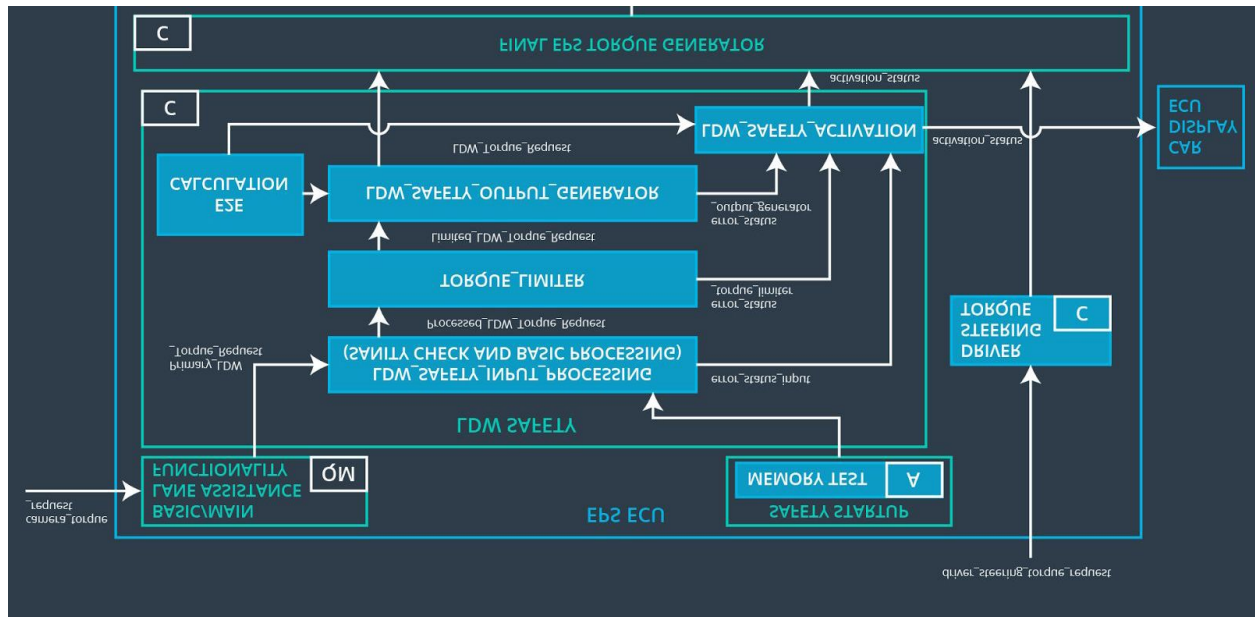 driver_steering_torque_request
camera_torque
_request
BASIC/MAIN
LANE ASSISTANCE
FUNCTIONALITY
QM
EPS ECU
SAFETY STARTUP
MEMORY TEST
A
LDW SAFETY
Primary_LDW
_Torque_Request
LDW_SAFETY_INPUT_PROCESSING
(SANITY CHECK AND BASIC PROCESSING)
error_status_input
DRIVER
STEERING
TORQUE
C
Processed_LDW_Torque_Request
TORQUE_LIMITER
error_status
_torque_limiter
Limited_LDW_Torque_Request
E2E
CALCULATION
LDW_SAFETY_OUTPUT_GENERATOR
error_status
_output_generator
LDW_Torque_Request
LDW_SAFETY_ACTIVATION
activation_status
CAR
DISPLAY
ECU
C
activation_status
FINAL EPS TORQUE GENERATOR
C